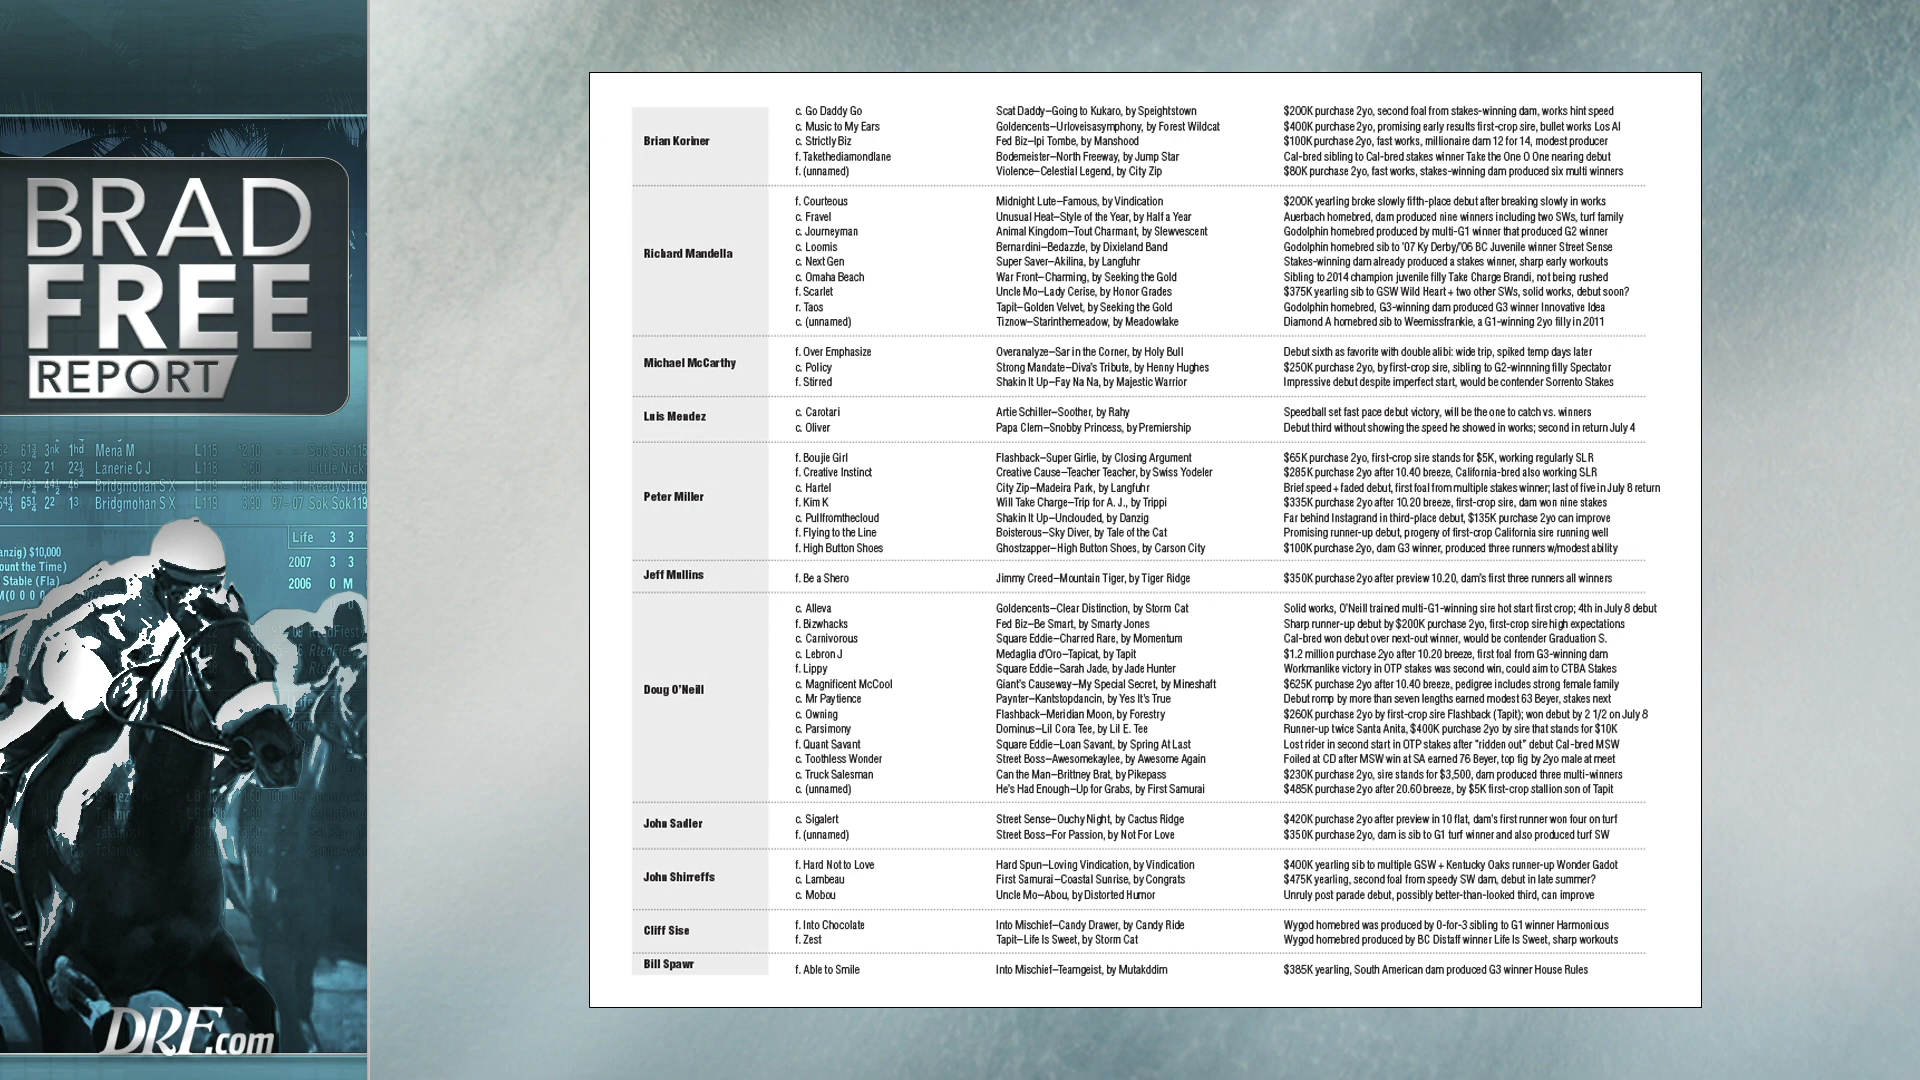 BRAD
FREE
REPORT
6¼ 3nk 1hd Mena M L115
32 21 22½ Lanerie C J L118
Bridgmohan S X
64¼ 65¼ 22 13 Bridgmohan S X L119 3.90 97-07 Sok Sok119
anzig) $10,000
ount the Time)
Stable (Fla)
M(0 0 0 0
Life 3 3
2007 3 3
2006 0 M
DRF.com
Brian Koriner
c. Go Daddy Go Scat Daddy–Going to Kukaro, by Speightstown $200K purchase 2yo, second foal from stakes-winning dam, works hint speed
c. Music to My Ears Goldencents–Urloveisasymphony, by Forest Wildcat $400K purchase 2yo, promising early results first-crop sire, bullet works Los Al
c. Strictly Biz Fed Biz–Ipi Tombe, by Manshood $100K purchase 2yo, fast works, millionaire dam 12 for 14, modest producer
f. Takethediamondlane Bodemeister–North Freeway, by Jump Star Cal-bred sibling to Cal-bred stakes winner Take the One O One nearing debut
f. (unnamed) Violence–Celestial Legend, by City Zip $80K purchase 2yo, fast works, stakes-winning dam produced six multi winners
Richard Mandella
f. Courteous Midnight Lute–Famous, by Vindication $200K yearling broke slowly fifth-place debut after breaking slowly in works
c. Fravel Unusual Heat–Style of the Year, by Half a Year Auerbach homebred, dam produced nine winners including two SWs, turf family
c. Journeyman Animal Kingdom–Tout Charmant, by Slewvescent Godolphin homebred produced by multi-G1 winner that produced G2 winner
c. Loomis Bernardini–Bedazzle, by Dixieland Band Godolphin homebred sib to '07 Ky Derby/'06 BC Juvenile winner Street Sense
c. Next Gen Super Saver–Akilina, by Langfuhr Stakes-winning dam already produced a stakes winner, sharp early workouts
c. Omaha Beach War Front–Charming, by Seeking the Gold Sibling to 2014 champion juvenile filly Take Charge Brandi, not being rushed
f. Scarlet Uncle Mo–Lady Cerise, by Honor Grades $375K yearling sib to GSW Wild Heart + two other SWs, solid works, debut soon?
r. Taos Tapit–Golden Velvet, by Seeking the Gold Godolphin homebred, G3-winning dam produced G3 winner Innovative Idea
c. (unnamed) Tiznow–Starinthemeadow, by Meadowlake Diamond A homebred sib to Weemissfrankie, a G1-winning 2yo filly in 2011
Michael McCarthy
f. Over Emphasize Overanalyze–Sar in the Corner, by Holy Bull Debut sixth as favorite with double alibi: wide trip, spiked temp days later
c. Policy Strong Mandate–Diva's Tribute, by Henny Hughes $250K purchase 2yo, by first-crop sire, sibling to G2-winnning filly Spectator
f. Stirred Shakin It Up–Fay Na Na, by Majestic Warrior Impressive debut despite imperfect start, would be contender Sorrento Stakes
Luis Mendez
c. Carotari Artie Schiller–Soother, by Rahy Speedball set fast pace debut victory, will be the one to catch vs. winners
c. Oliver Papa Clem–Snobby Princess, by Premiership Debut third without showing the speed he showed in works; second in return July 4
Peter Miller
f. Boujie Girl Flashback–Super Girlie, by Closing Argument $65K purchase 2yo, first-crop sire stands for $5K, working regularly SLR
f. Creative Instinct Creative Cause–Teacher Teacher, by Swiss Yodeler $285K purchase 2yo after 10.40 breeze, California-bred also working SLR
c. Hartel City Zip–Madeira Park, by Langfuhr Brief speed + faded debut, first foal from multiple stakes winner; last of five in July 8 return
f. Kim K Will Take Charge–Trip for A. J., by Trippi $335K purchase 2yo after 10.20 breeze, first-crop sire, dam won nine stakes
c. Pullfromthecloud Shakin It Up–Unclouded, by Danzig Far behind Instagrand in third-place debut, $135K purchase 2yo can improve
f. Flying to the Line Boisterous–Sky Diver, by Tale of the Cat Promising runner-up debut, progeny of first-crop California sire running well
f. High Button Shoes Ghostzapper–High Button Shoes, by Carson City $100K purchase 2yo, dam G3 winner, produced three runners w/modest ability
Jeff Mullins
f. Be a Shero Jimmy Creed–Mountain Tiger, by Tiger Ridge $350K purchase 2yo after preview 10.20, dam's first three runners all winners
Doug O'Neill
c. Alleva Goldencents–Clear Distinction, by Storm Cat Solid works, O'Neill trained multi-G1-winning sire hot start first crop; 4th in July 8 debut
f. Bizwhacks Fed Biz–Be Smart, by Smarty Jones Sharp runner-up debut by $200K purchase 2yo, first-crop sire high expectations
c. Carnivorous Square Eddie–Charred Rare, by Momentum Cal-bred won debut over next-out winner, would be contender Graduation S.
c. Lebron J Medaglia d'Oro–Tapicat, by Tapit $1.2 million purchase 2yo after 10.20 breeze, first foal from G3-winning dam
f. Lippy Square Eddie–Sarah Jade, by Jade Hunter Workmanlike victory in OTP stakes was second win, could aim to CTBA Stakes
c. Magnificent McCool Giant's Causeway–My Special Secret, by Mineshaft $625K purchase 2yo after 10.40 breeze, pedigree includes strong female family
c. Mr Paytience Paynter–Kantstopdancin, by Yes It's True Debut romp by more than seven lengths earned modest 63 Beyer, stakes next
c. Owning Flashback–Meridian Moon, by Forestry $260K purchase 2yo by first-crop sire Flashback (Tapit); won debut by 2 1/2 on July 8
c. Parsimony Dominus–Lil Cora Tee, by Lil E. Tee Runner-up twice Santa Anita, $400K purchase 2yo by sire that stands for $10K
f. Quant Savant Square Eddie–Loan Savant, by Spring At Last Lost rider in second start in OTP stakes after "ridden out" debut Cal-bred MSW
c. Toothless Wonder Street Boss–Awesomekaylee, by Awesome Again Foiled at CD after MSW win at SA earned 76 Beyer, top fig by 2yo male at meet
c. Truck Salesman Can the Man–Brittney Brat, by Pikepass $230K purchase 2yo, sire stands for $3,500, dam produced three multi-winners
c. (unnamed) He's Had Enough–Up for Grabs, by First Samurai $485K purchase 2yo after 20.60 breeze, by $5K first-crop stallion son of Tapit
John Sadler
c. Sigalert Street Sense–Ouchy Night, by Cactus Ridge $420K purchase 2yo after preview in 10 flat, dam's first runner won four on turf
f. (unnamed) Street Boss–For Passion, by Not For Love $350K purchase 2yo, dam is sib to G1 turf winner and also produced turf SW
John Shirreffs
f. Hard Not to Love Hard Spun–Loving Vindication, by Vindication $400K yearling sib to multiple GSW + Kentucky Oaks runner-up Wonder Gadot
c. Lambeau First Samurai–Coastal Sunrise, by Congrats $475K yearling, second foal from speedy SW dam, debut in late summer?
c. Mobou Uncle Mo–Abou, by Distorted Humor Unruly post parade debut, possibly better-than-looked third, can improve
Cliff Sise
f. Into Chocolate Into Mischief–Candy Drawer, by Candy Ride Wygod homebred was produced by 0-for-3 sibling to G1 winner Harmonious
f. Zest Tapit–Life Is Sweet, by Storm Cat Wygod homebred produced by BC Distaff winner Life Is Sweet, sharp workouts
Bill Spawr
f. Able to Smile Into Mischief–Teamgeist, by Mutakddim $385K yearling, South American dam produced G3 winner House Rules